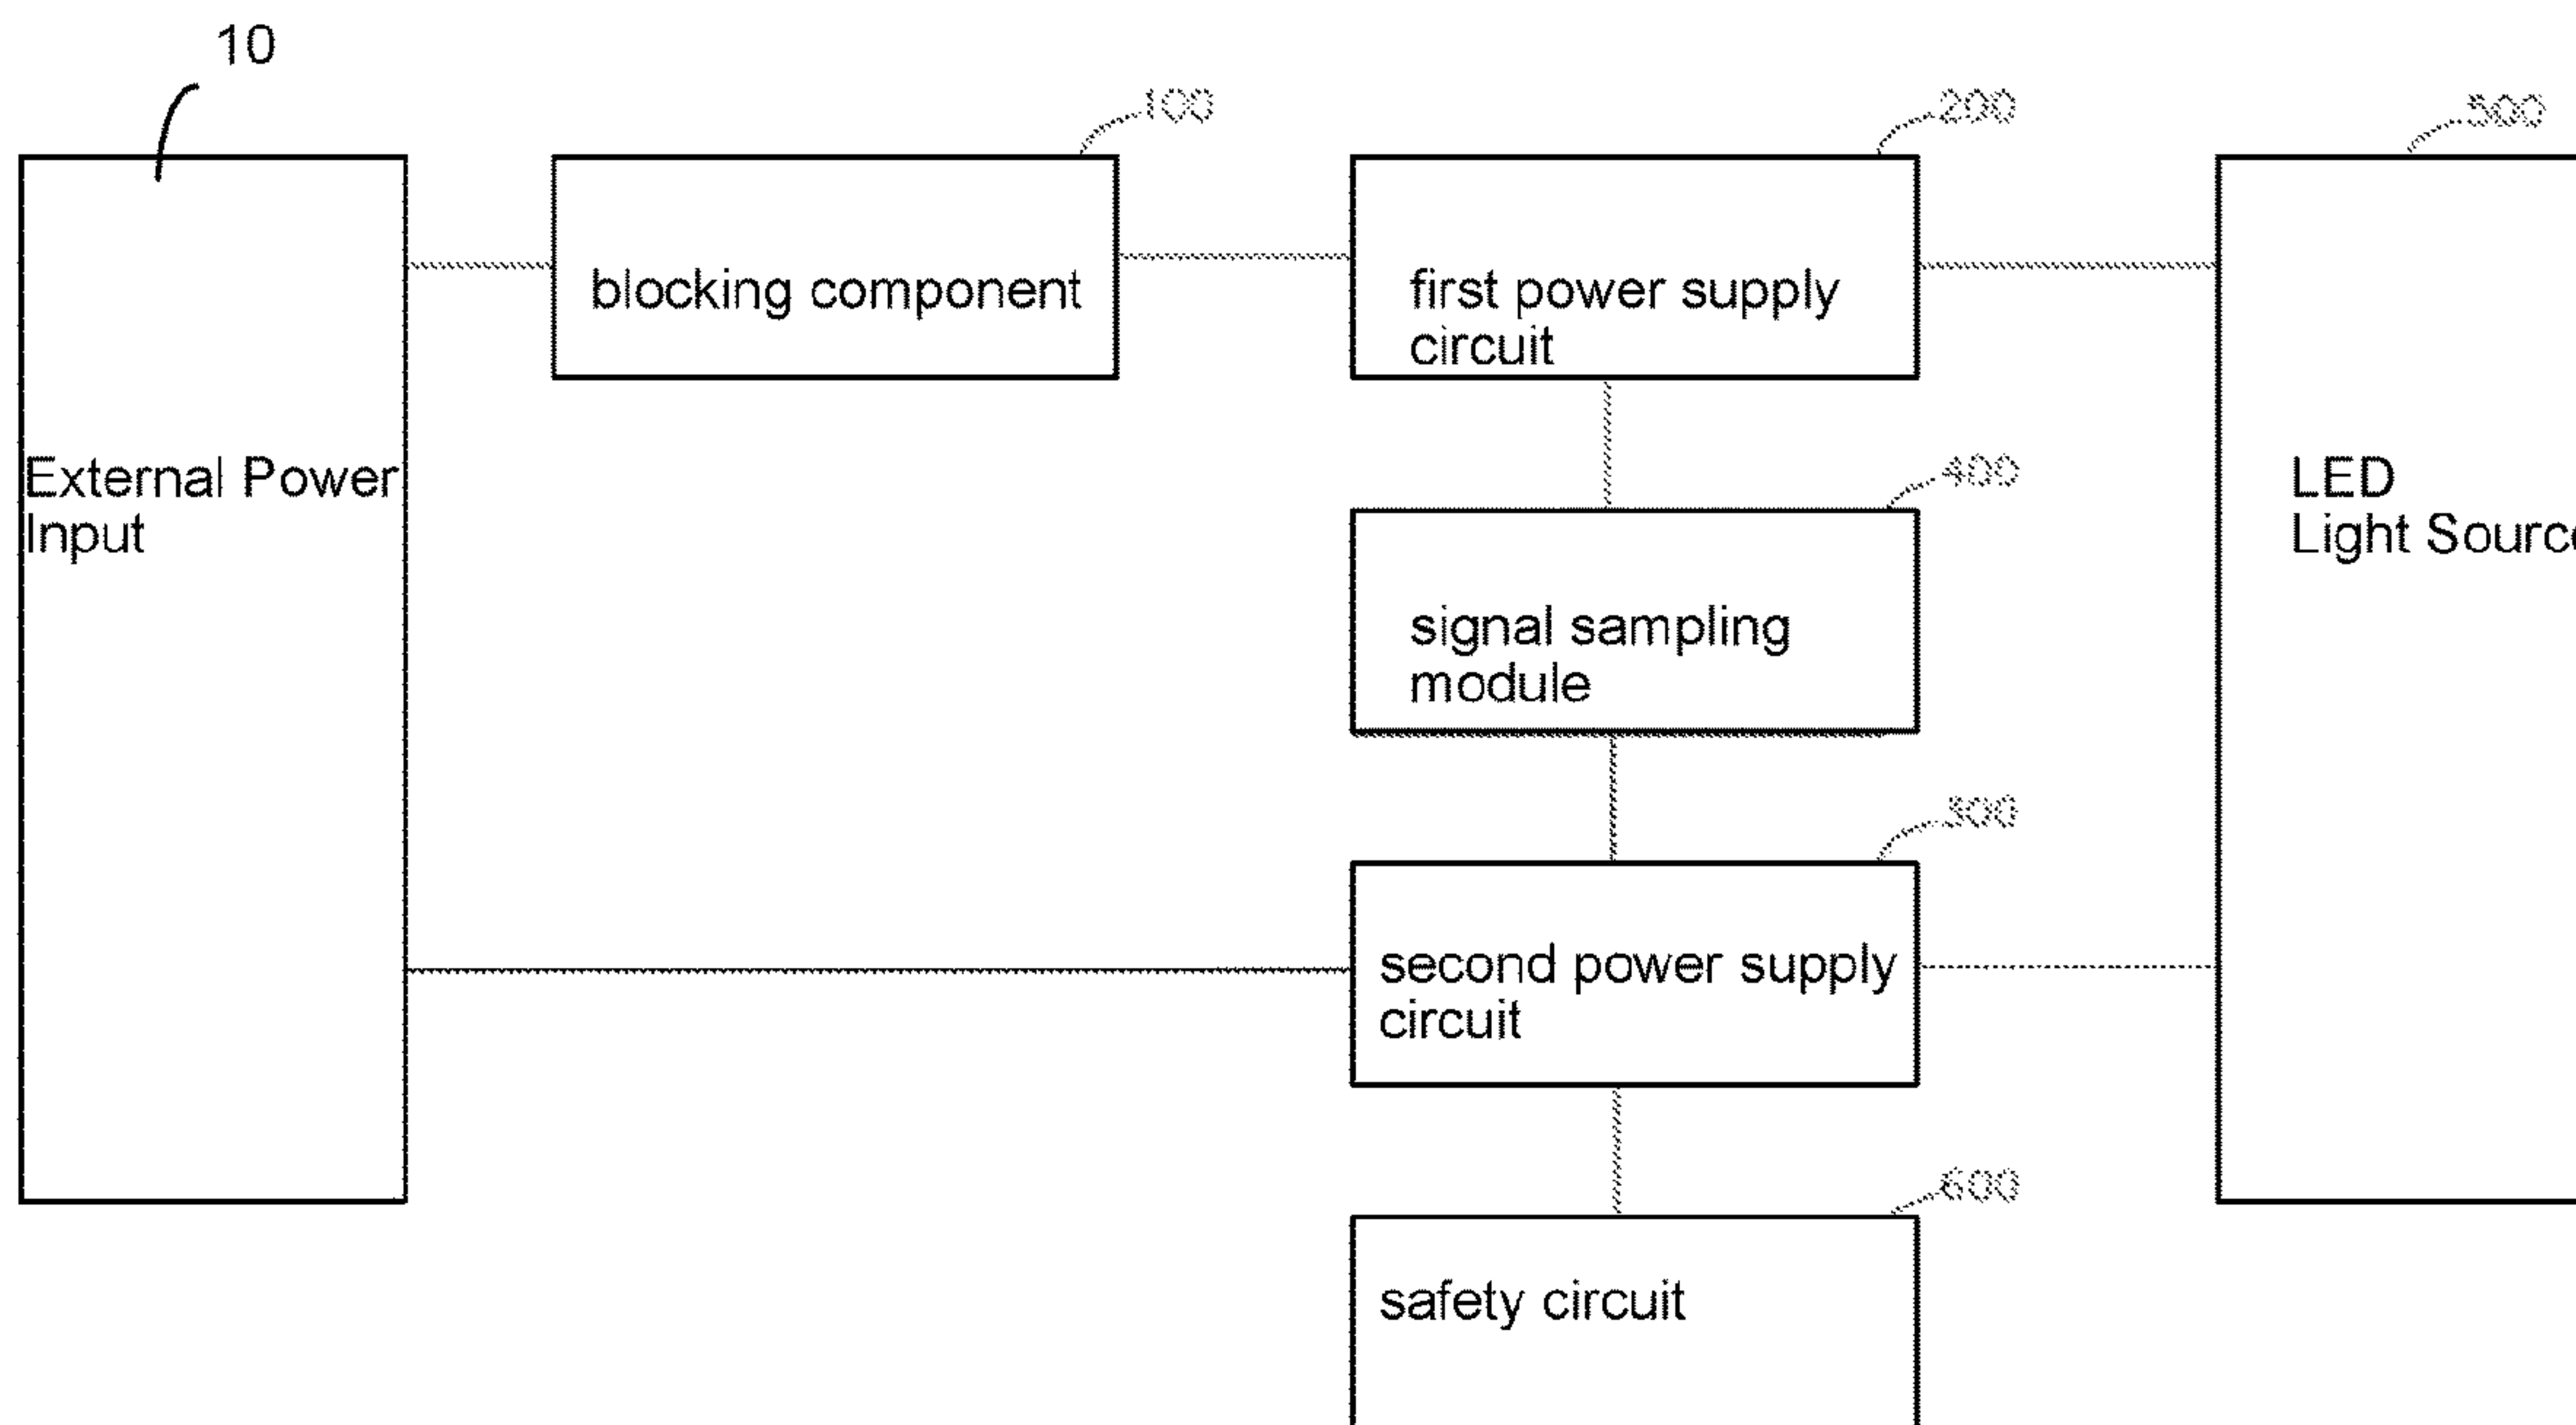 10
100
200
500
blocking component
first power supply
circuit
External Power
Input
400
LED
Light Sourc
signal sampling
module
300
second power supply
circuit
600
safety circuit